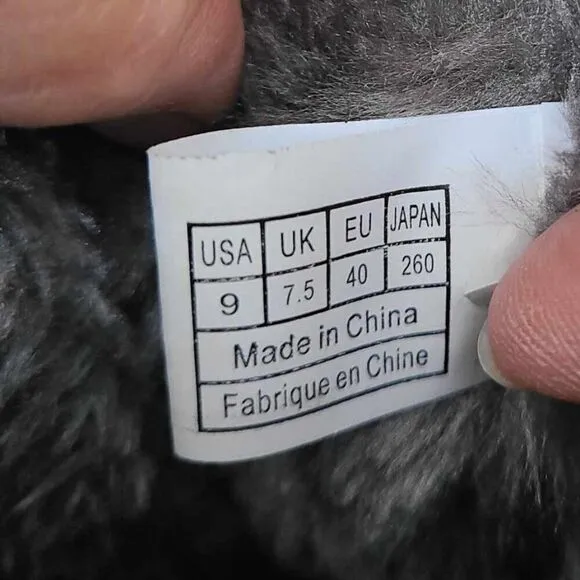 USA UK EU JAPAN
9 7.5 40 260
Made in China
Fabrique en Chine